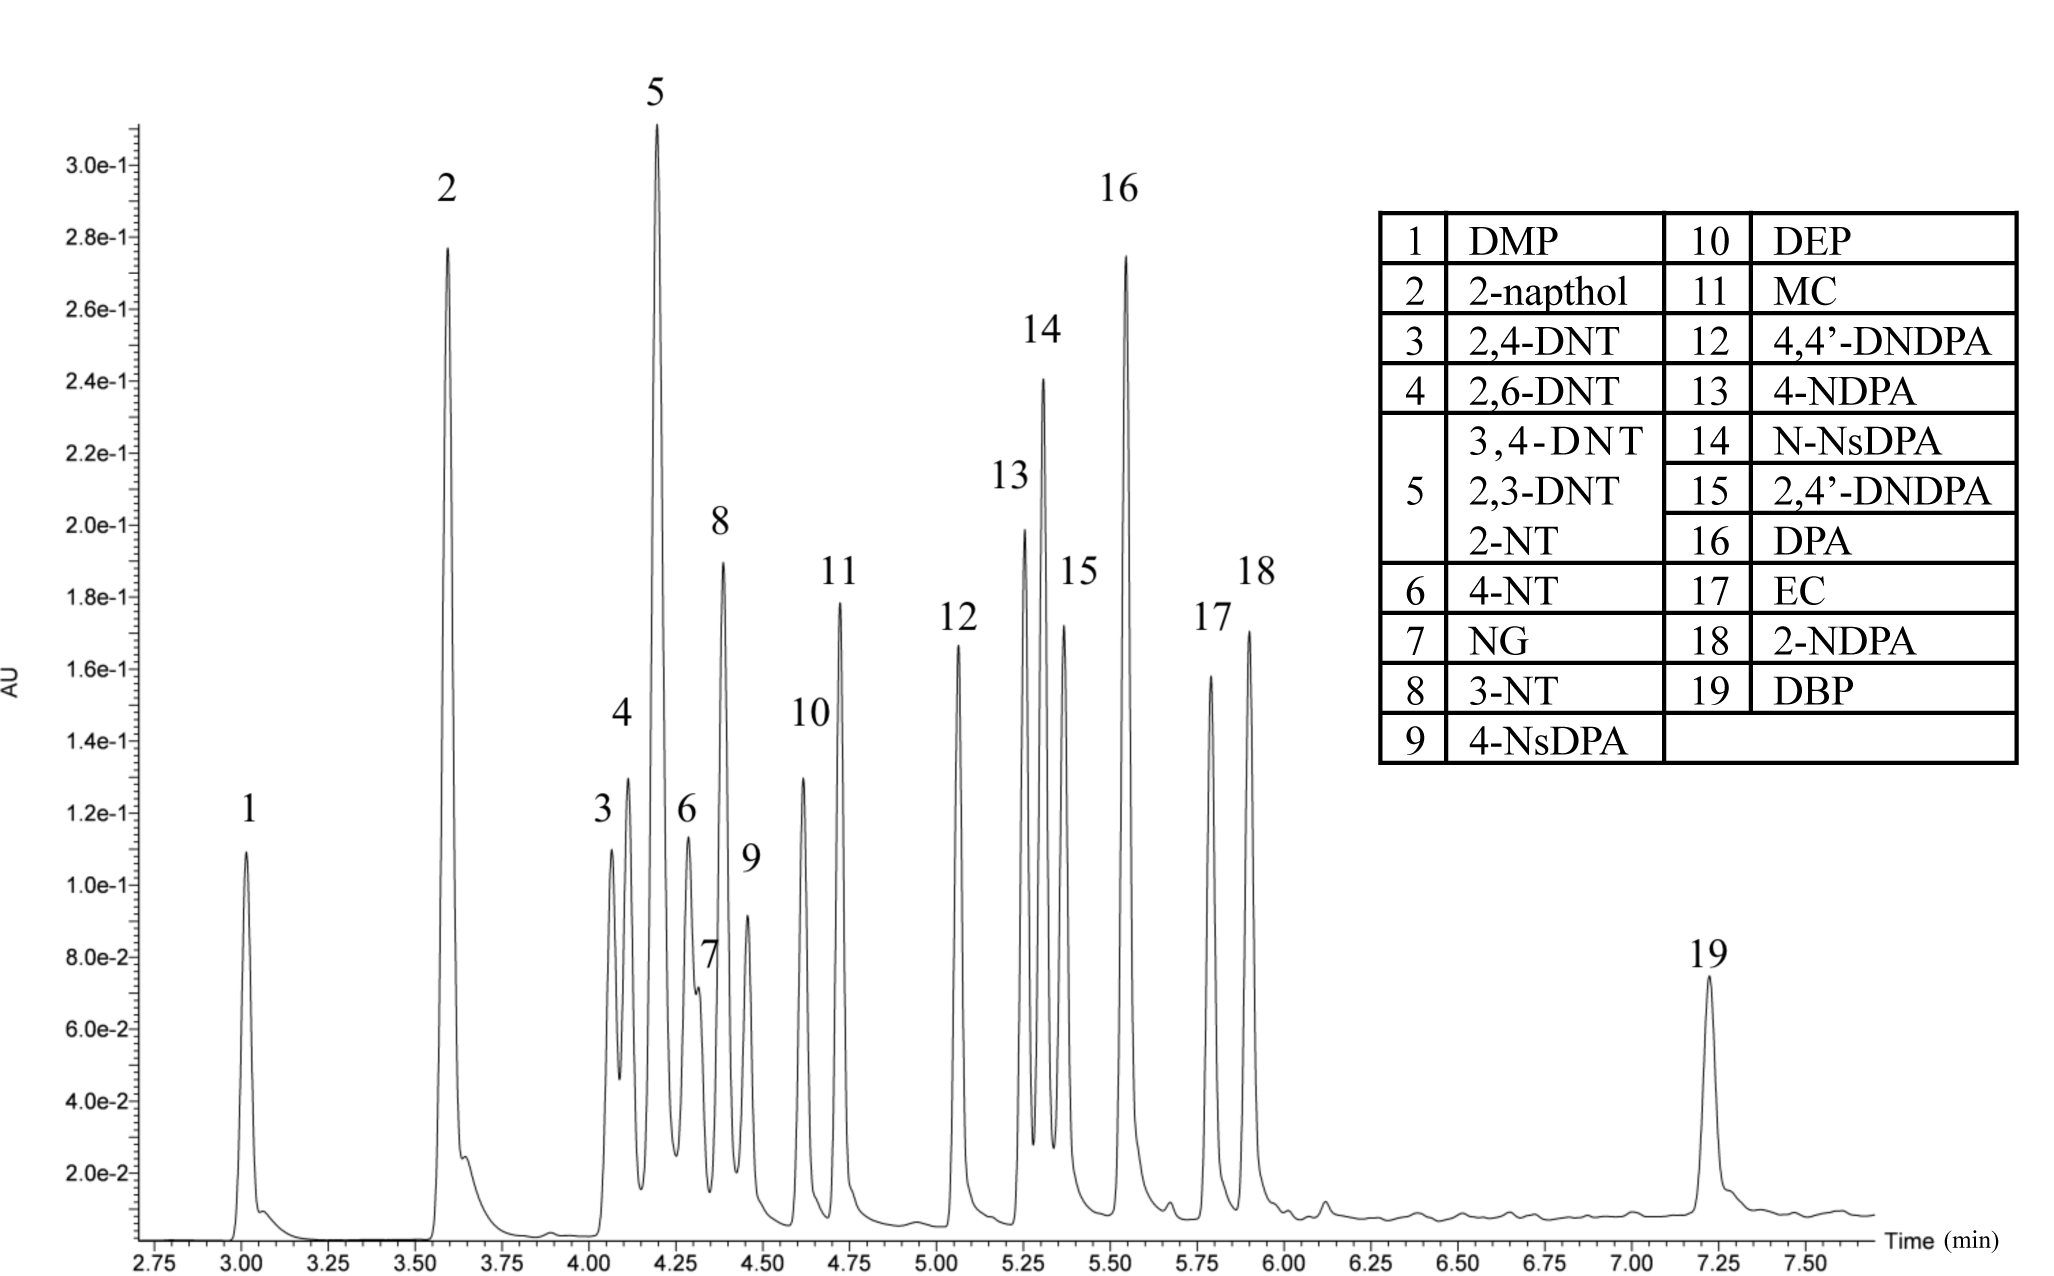 5
16
2
14
13
8
11
15
18
12
17
4
10
1
3
6
9
7
19
3.0e-1
2.8e-1
2.6e-1
2.4e-1
2.2e-1
2.0e-1
1.8e-1
1.6e-1
1.4e-1
1.2e-1
1.0e-1
8.0e-2
6.0e-2
4.0e-2
2.0e-2
AU
1 DMP 10 DEP
2 2-napthol 11 MC
3 2,4-DNT 12 4,4’-DNDPA
4 2,6-DNT 13 4-NDPA
3,4-DNT 14 N-NsDPA
5 2,3-DNT 15 2,4’-DNDPA
2-NT 16 DPA
6 4-NT 17 EC
7 NG 18 2-NDPA
8 3-NT 19 DBP
9 4-NsDPA
Time (min)
2.75 3.00 3.25 3.50 3.75 4.00 4.25 4.50 4.75 5.00 5.25 5.50 5.75 6.00 6.25 6.50 6.75 7.00 7.25 7.50